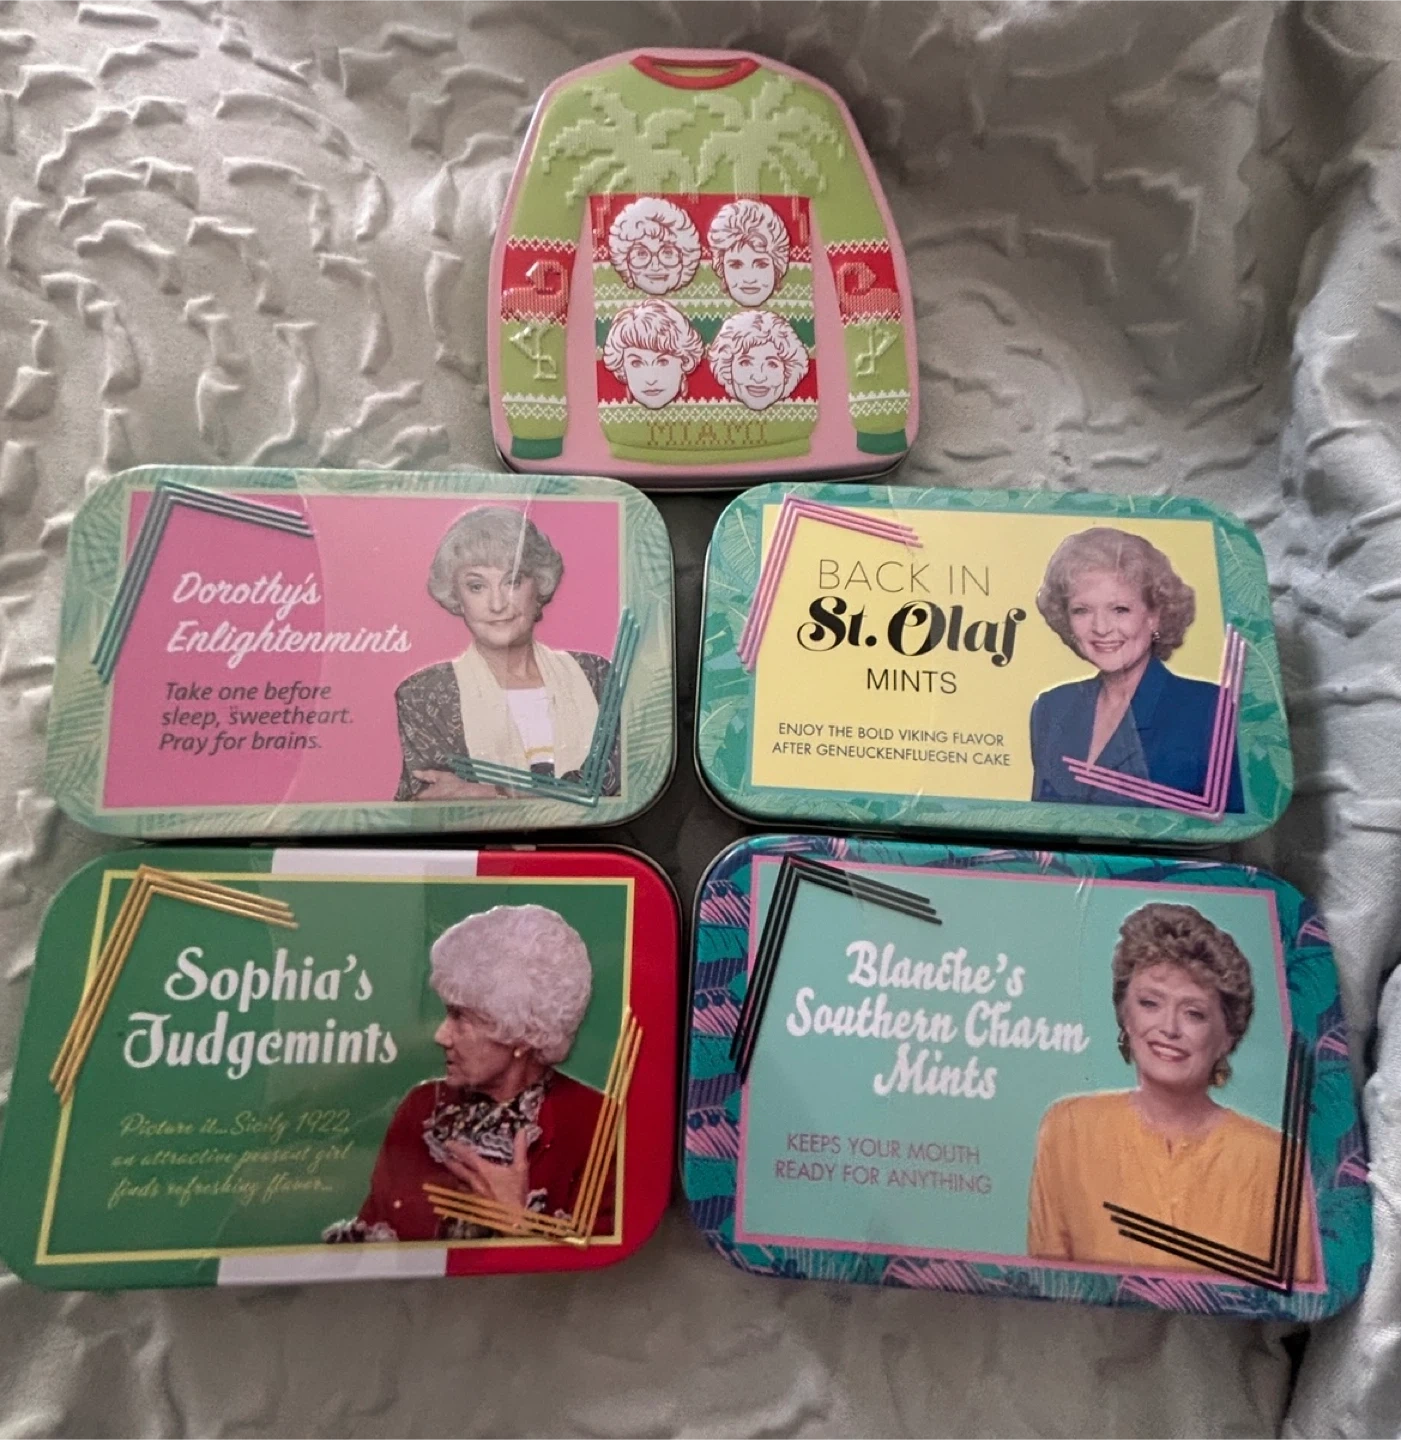 MIAMI
Dorothy's
Enlightenmints
Take one before
sleep, sweetheart.
Pray for brains.
BACK IN
St. Olaf
MINTS
ENJOY THE BOLD VIKING FLAVOR
AFTER GENEUCKENFLUEGEN CAKE
Sophia's
Judgemints
Picture it... Sicily 1922,
an attractive peasant girl
finds refreshing flavor...
Blanche's
Southern Charm
Mints
KEEPS YOUR MOUTH
READY FOR ANYTHING